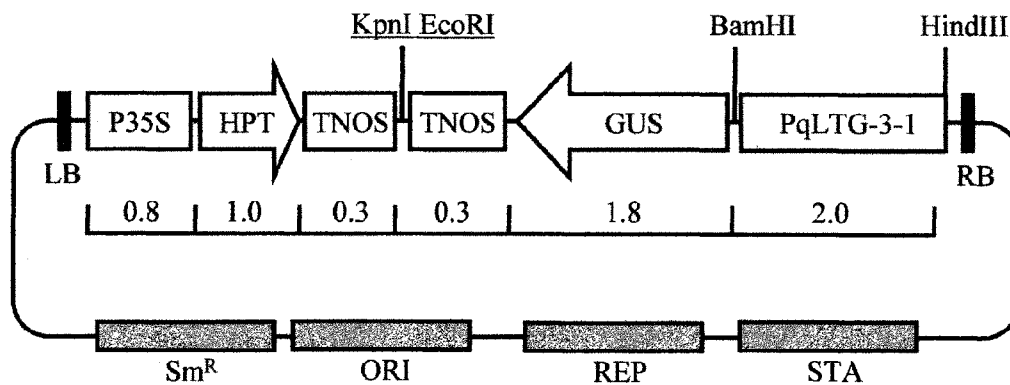 KpnI EcoRI BamHI HindIII
P35S HPT TNOS TNOS GUS PqLTG-3-1
LB RB
0.8 1.0 0.3 0.3 1.8 2.0
Sm^R ORI REP STA